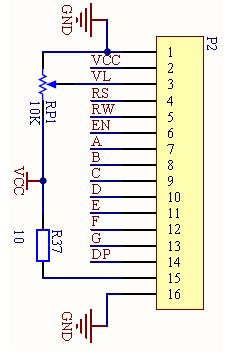 GND
P2
1
VCC 2
VL 3
RS 4
RW 5
EN 6
A 7
B 8
C 9
D 10
E 11
F 12
G 13
DP 14
15
16
RP1
10K
VCC
R37
10
GND